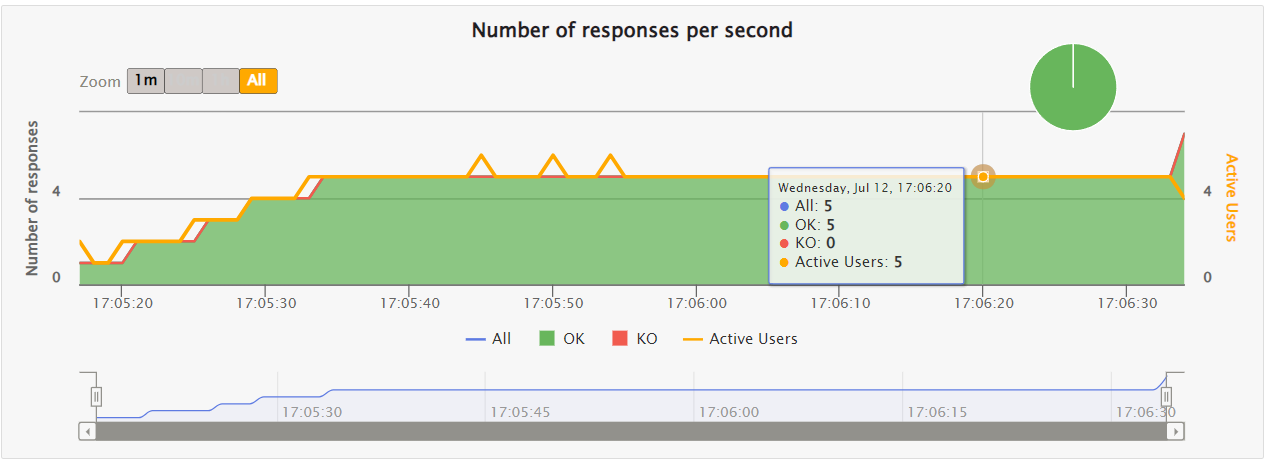 Number of responses per second
Zoom 1m All
Number of responses
Active Users
4
0
4
0
Wednesday, Jul 12, 17:06:20
All: 5
OK: 5
KO: 0
Active Users: 5
17:05:20 17:05:30 17:05:40 17:05:50 17:06:00 17:06:10 17:06:20 17:06:30
All OK KO Active Users
17:05:30 17:05:45 17:06:00 17:06:15 17:06:30